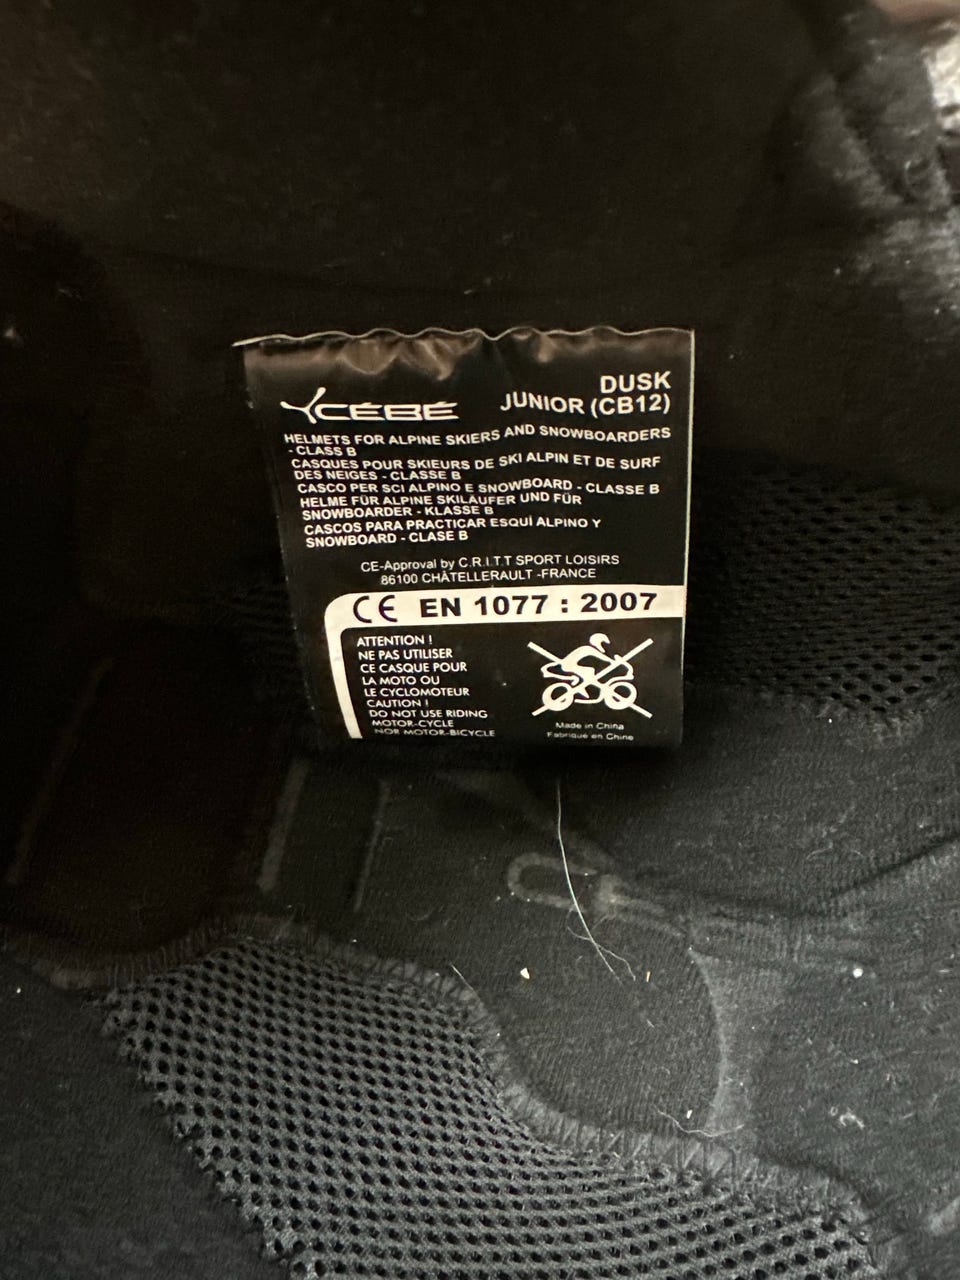 CÉBÉ
DUSK
JUNIOR (CB12)
HELMETS FOR ALPINE SKIERS AND SNOWBOARDERS
- CLASS B
CASQUES POUR SKIEURS DE SKI ALPIN ET DE SURF
DES NEIGES - CLASSE B
CASCO PER SCI ALPINO E SNOWBOARD - CLASSE B
HELME FÜR ALPINE SKILÄUFER UND FÜR
SNOWBOARDER - KLASSE B
CASCOS PARA PRACTICAR ESQUÌ ALPINO Y
SNOWBOARD - CLASE B
CE-Approval by C.R.I.T.T SPORT LOISIRS
86100 CHÂTELLERAULT -FRANCE
CE EN 1077 : 2007
ATTENTION !
NE PAS UTILISER
CE CASQUE POUR
LA MOTO OU
LE CYCLOMOTEUR
CAUTION !
DO NOT USE RIDING
MOTOR-CYCLE
NOR MOTOR-BICYCLE
Made in China
Fabriqué en Chine